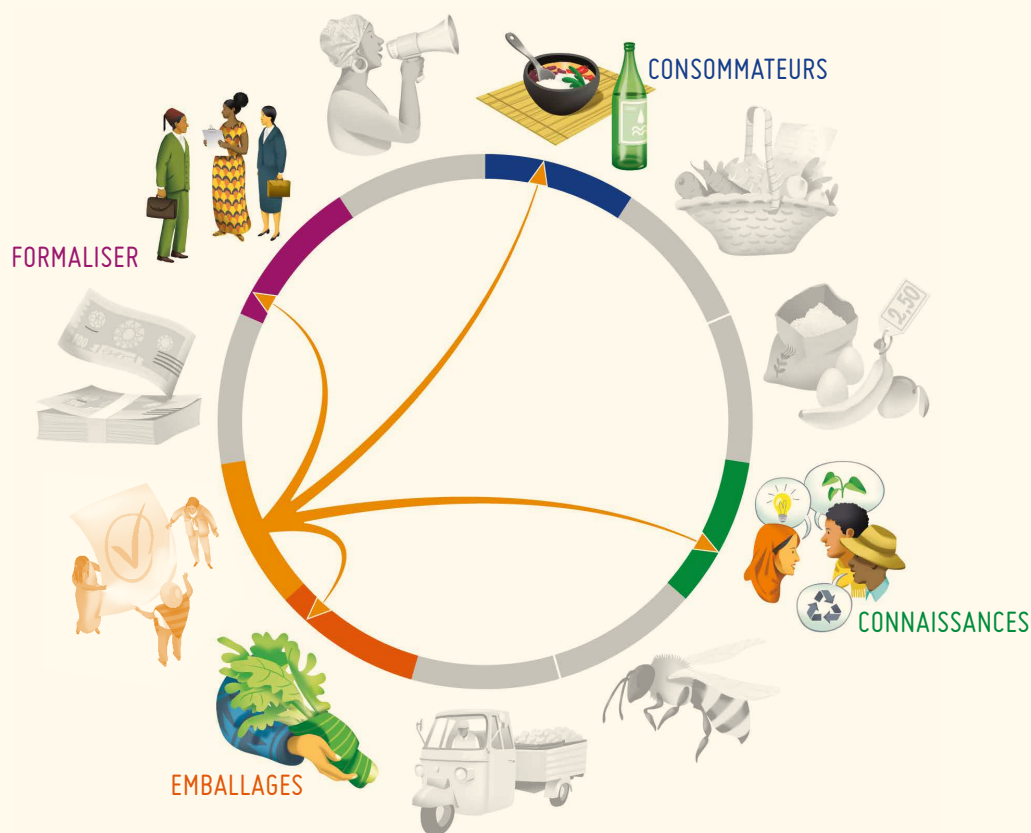 CONSOMMATEURS
FORMALISER
2,50
CONNAISSANCES
EMBALLAGES